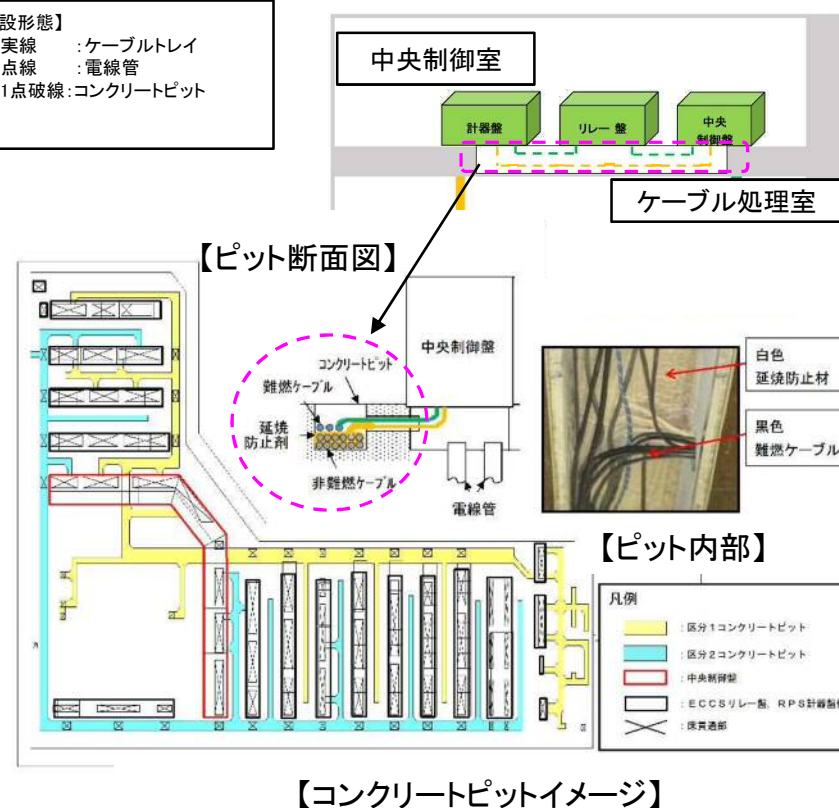 設形態】
実線　：ケーブルトレイ
点線　：電線管
1点破線：コンクリートピット
中央制御室
計器盤
リレー 盤
中央
制御盤
ケーブル処理室
【ピット断面図】
中央制御盤
コンクリートピット
難燃ケーブル
延焼
防止剤
非難燃ケーブル
電線管
白色
延焼防止材
黒色
難燃ケーブル
【ピット内部】
凡例
：区分１コンクリートピット
：区分２コンクリートピット
：中央制御盤
：ＥＣＣＳリレー盤、ＲＰＳ計器盤
：床貫通部
【コンクリートピットイメージ】